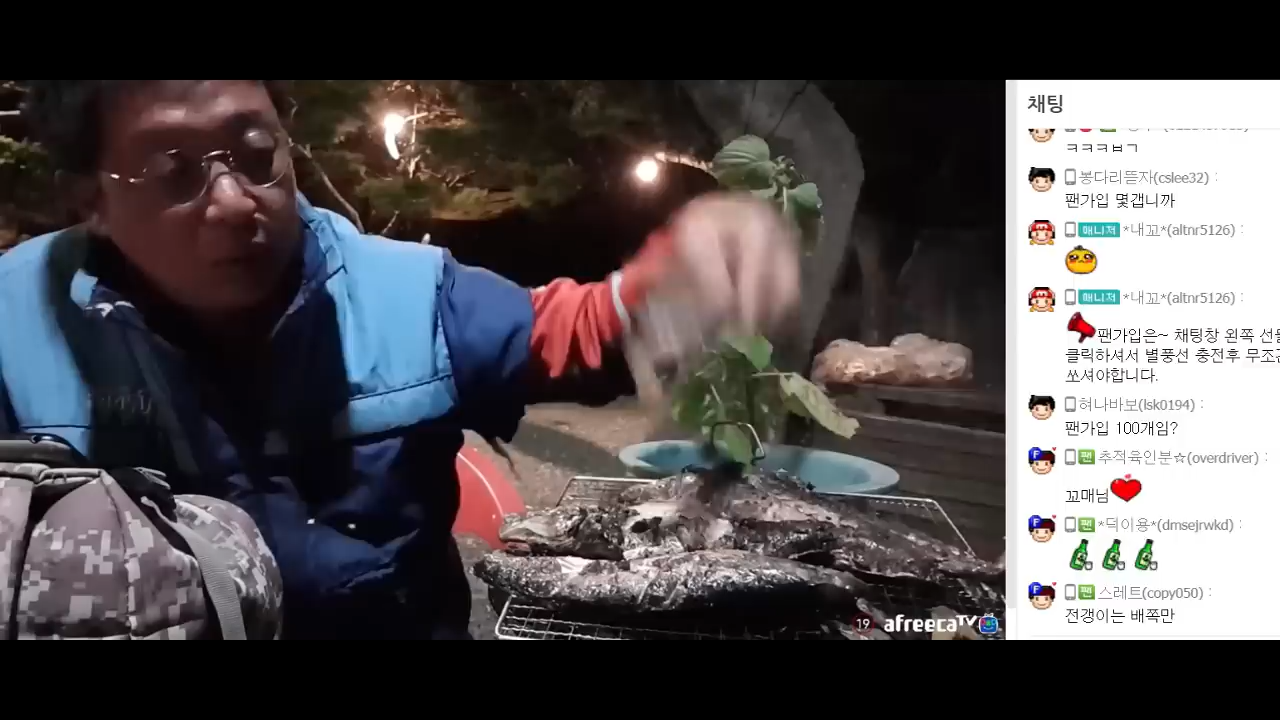 채팅
ㅋㅋㅋㅂㄱ
봉다리뜯자(cslee32) :
팬가입 몇갭니까
매니저 *내꼬*(altnr5126) :
매니저 *내꼬*(altnr5126) :
팬가입은~ 채팅창 왼쪽 선물
클릭하셔서 별풍선 충전후 무조건
쏘셔야합니다.
허나바보(lsk0194) :
팬가입 100개임?
팬 추적육인분☆(overdriver) :
꼬매님
팬 *덕이용*(dmsejrwkd) :
팬 스레트(copy050) :
전갱이는 배쪽만
19 afreecaTV